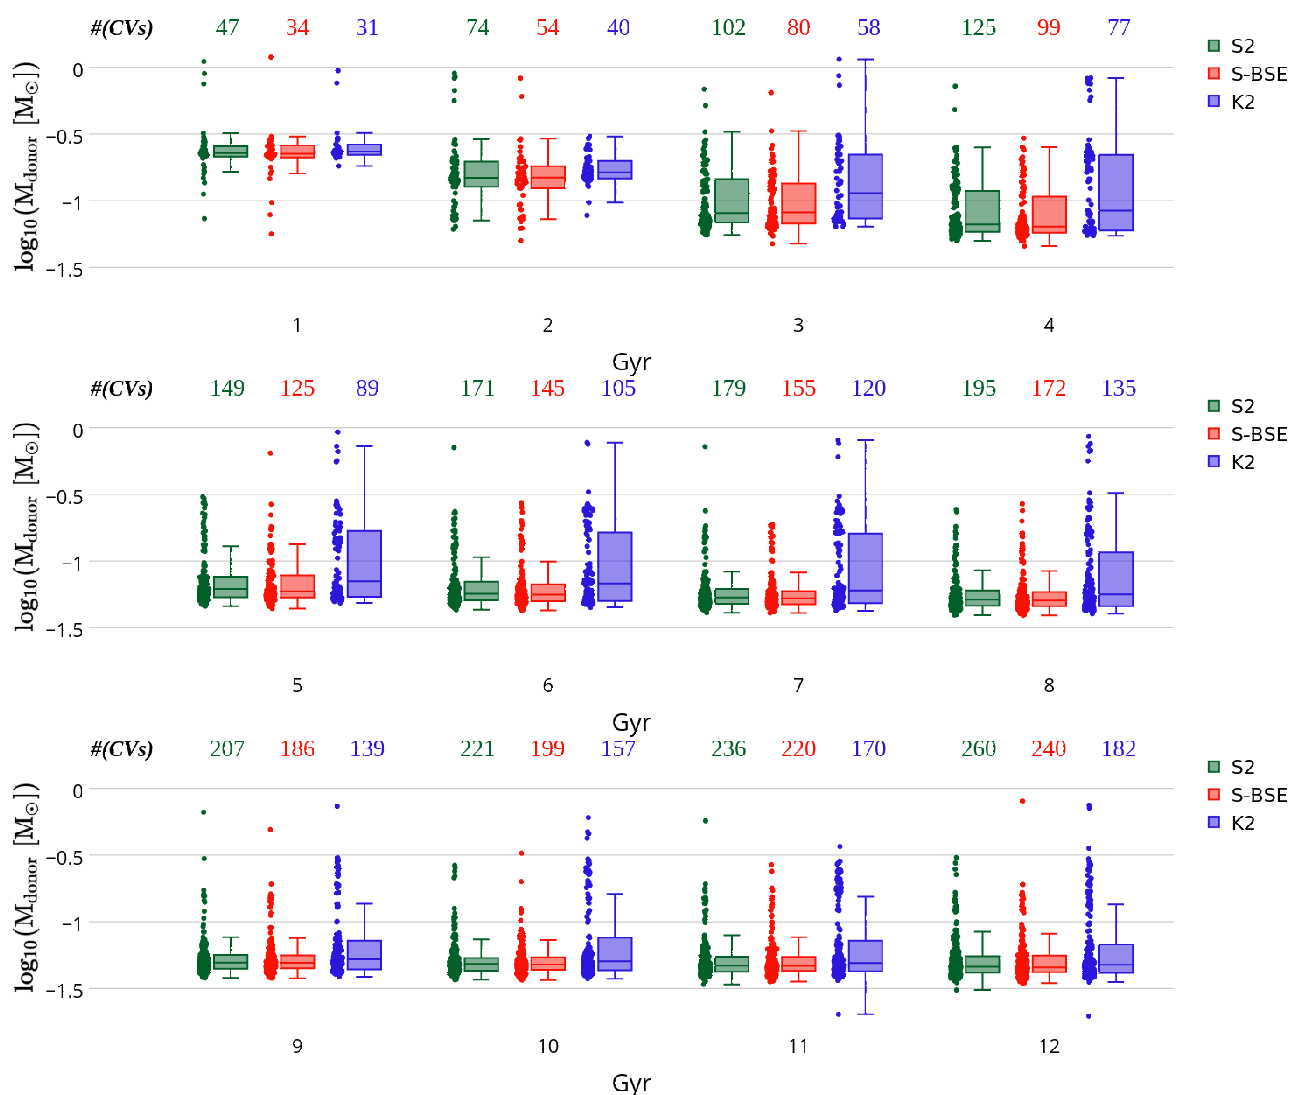 #(CVs) 47 34 31 74 54 40 102 80 58 125 99 77
S2
S-BSE
K2
log10(Mdonor [M⊙])
0
−0.5
−1
−1.5
1 2 3 4
Gyr
#(CVs) 149 125 89 171 145 105 179 155 120 195 172 135
S2
S-BSE
K2
log10(Mdonor [M⊙])
0
−0.5
−1
−1.5
5 6 7 8
Gyr
#(CVs) 207 186 139 221 199 157 236 220 170 260 240 182
S2
S-BSE
K2
log10(Mdonor [M⊙])
0
−0.5
−1
−1.5
9 10 11 12
Gyr